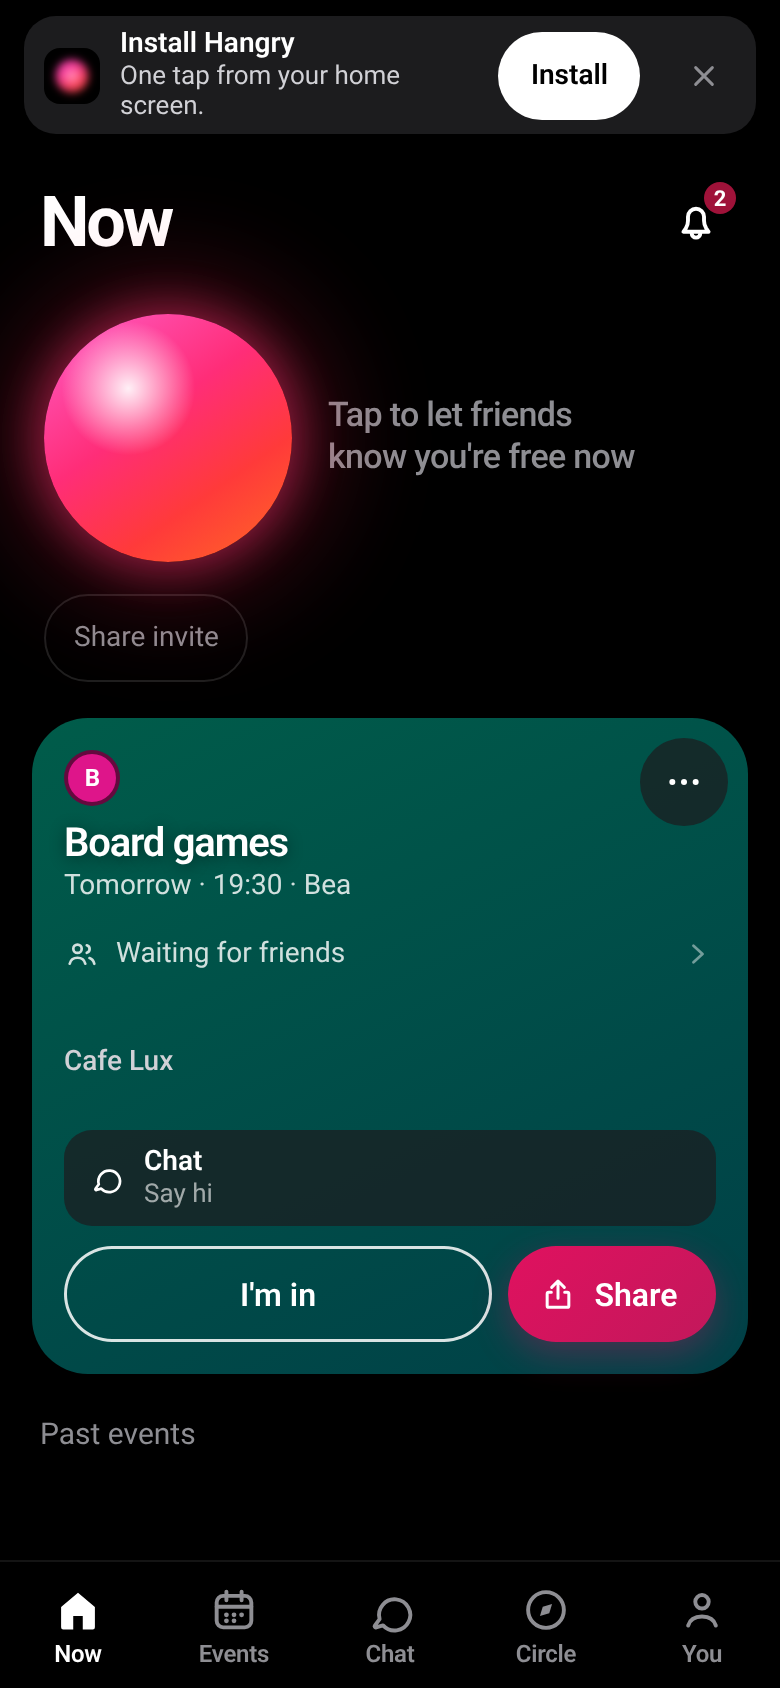 Install Hangry
One tap from your home
screen.
Install
Now
2
Tap to let friends
know you're free now
Share invite
B
Board games
Tomorrow · 19:30 · Bea
Waiting for friends
Cafe Lux
Chat
Say hi
I'm in
Share
Past events
Now
Events
Chat
Circle
You